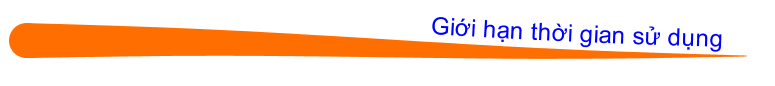 Giới hạn thời gian sử dụng